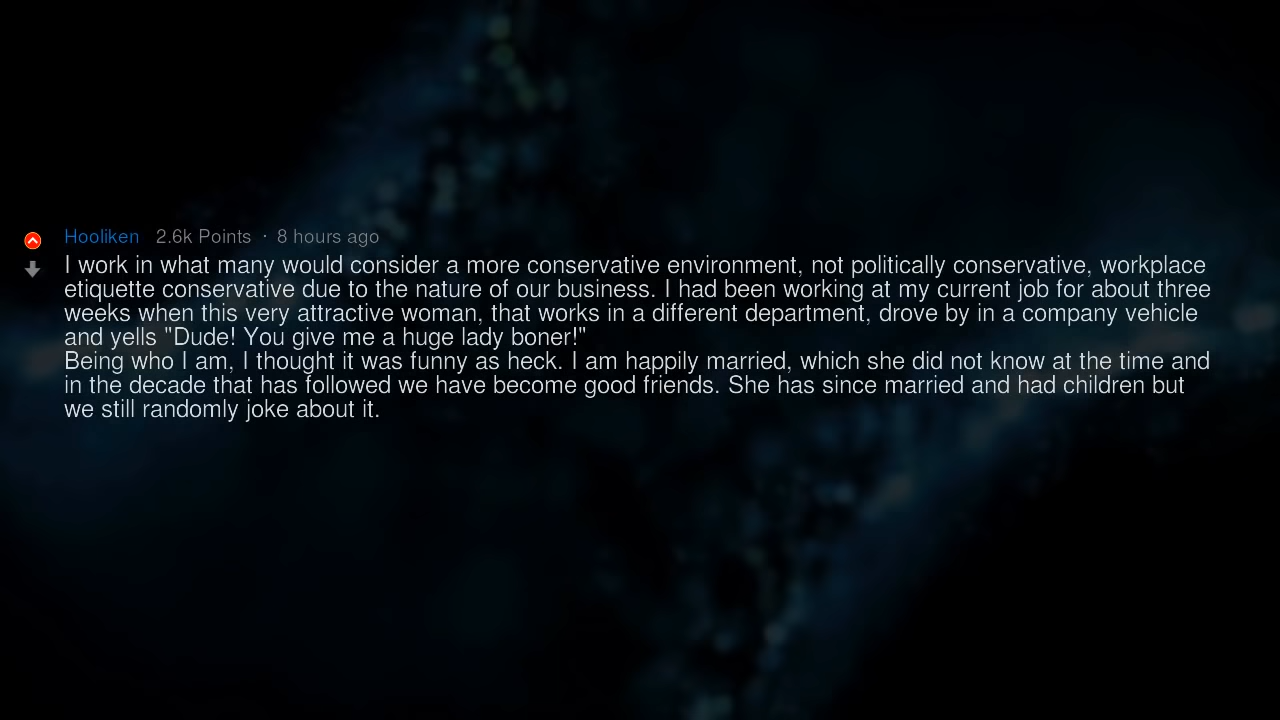 Hooliken 2.6k Points · 8 hours ago
I work in what many would consider a more conservative environment, not politically conservative, workplace
etiquette conservative due to the nature of our business. I had been working at my current job for about three
weeks when this very attractive woman, that works in a different department, drove by in a company vehicle
and yells "Dude! You give me a huge lady boner!"
Being who I am, I thought it was funny as heck. I am happily married, which she did not know at the time and
in the decade that has followed we have become good friends. She has since married and had children but
we still randomly joke about it.